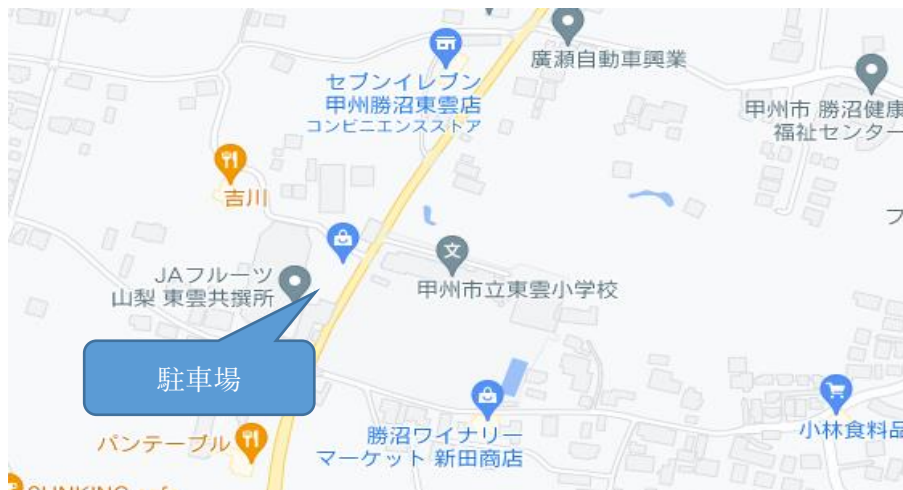 廣瀬自動車興業
セブンイレブン
甲州勝沼東雲店
コンビニエンスストア
甲州市 勝沼健康
福祉センター
吉川
フ
JAフルーツ
山梨 東雲共撰所
甲州市立東雲小学校
駐車場
パンテーブル
勝沼ワイナリー
マーケット 新田商店
小林食料品